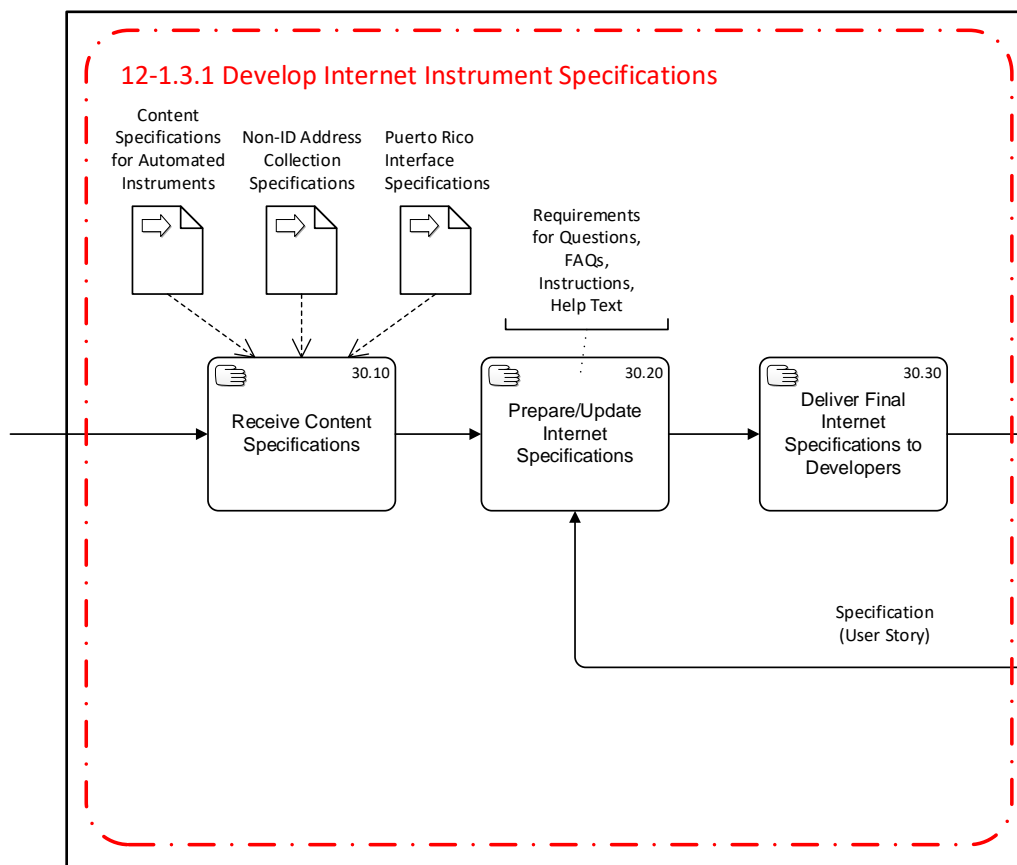 12-1.3.1 Develop Internet Instrument Specifications
Content
Specifications
for Automated
Instruments
Non-ID Address
Collection
Specifications
Puerto Rico
Interface
Specifications
Requirements
for Questions,
FAQs,
Instructions,
Help Text
30.10
Receive Content
Specifications
30.20
Prepare/Update
Internet
Specifications
30.30
Deliver Final
Internet
Specifications to
Developers
Specification
(User Story)